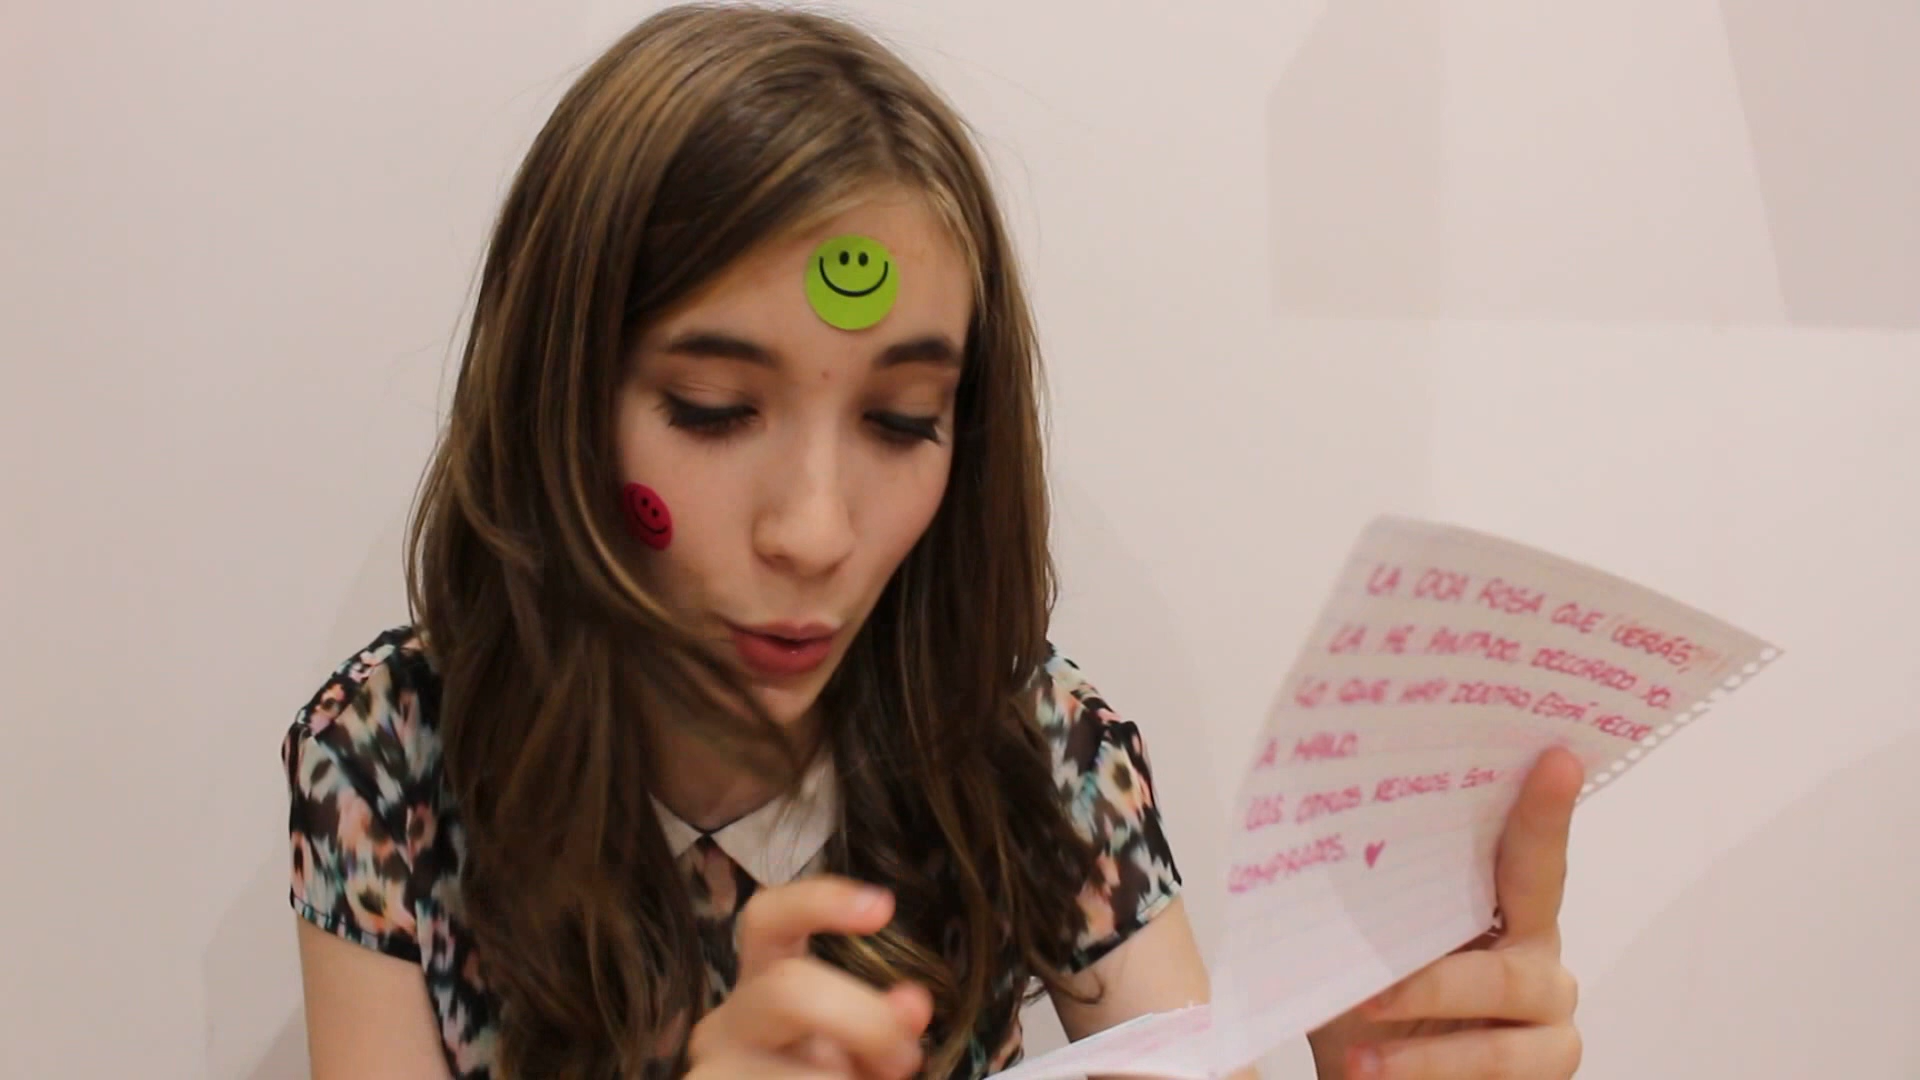 LA CAJA ROSA QUE VERÁS,
LA HE PINTADO, DECORADO YO.
LO QUE HAY DENTRO ESTÁ HECHO
A MANO.
LOS OTROS REGALOS SON
COMPRADOS. ♥